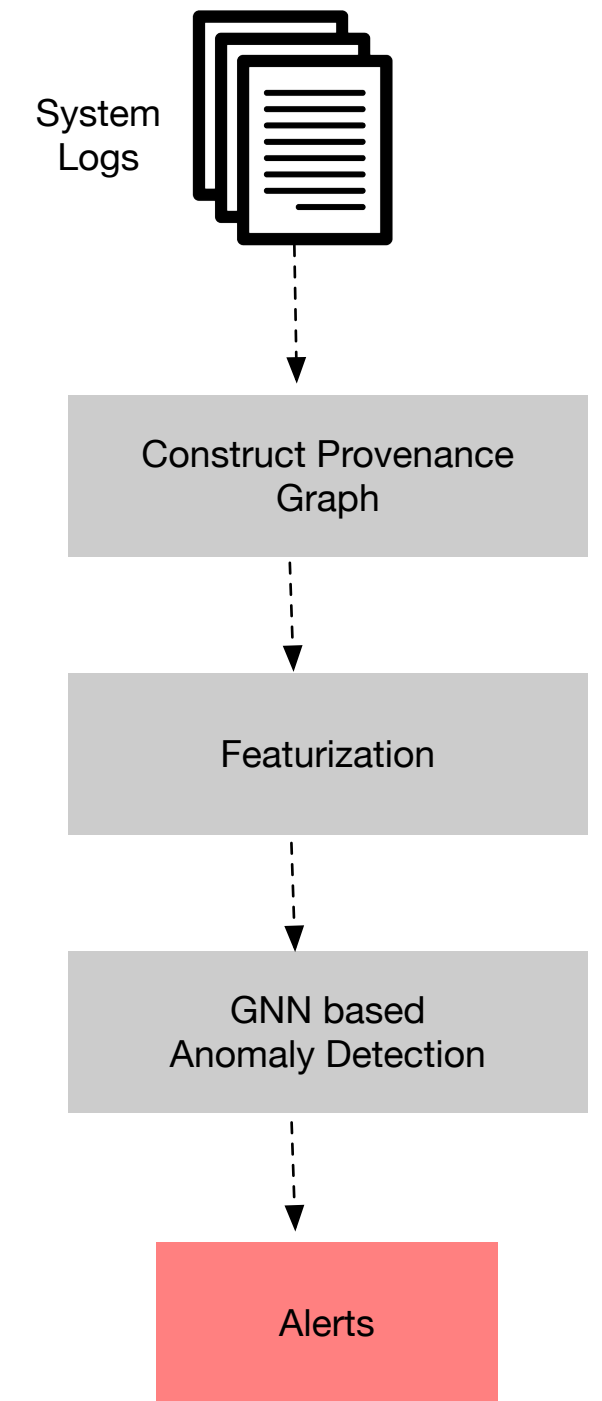 System
Logs
Construct Provenance
Graph
Featurization
GNN based
Anomaly Detection
Alerts